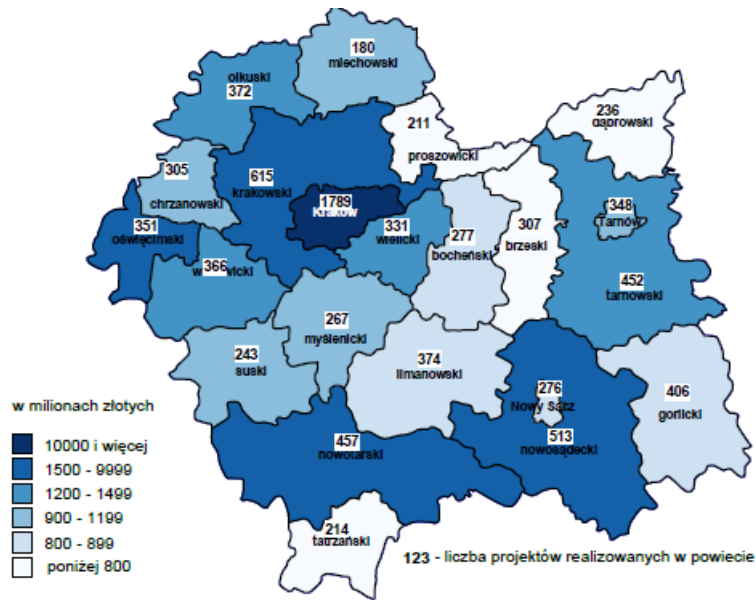 180
miechowski
olkuski
372
236
dąbrowski
211
proszowicki
305
chrzanowski
615
krakowski
1789
Kraków
348
Tarnów
351
oświęcimski
331
wielicki
277
bocheński
307
brzeski
366
452
tarnowski
267
myślenicki
243
suski
374
limanowski
276
Nowy Sącz
406
gorlicki
457
nowotarski
513
nowosądecki
214
tatrzański
w milionach złotych
10000 i więcej
1500 - 9999
1200 - 1499
900 - 1199
800 - 899
poniżej 800
123 - liczba projektów realizowanych w powiecie